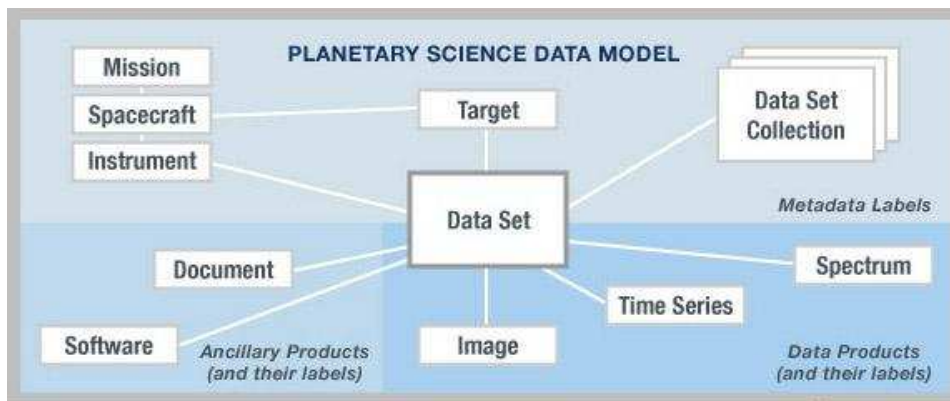 PLANETARY SCIENCE DATA MODEL
Mission
Spacecraft
Instrument
Target
Data Set
Collection
Metadata Labels
Data Set
Document
Software
Ancillary Products
(and their labels)
Image
Time Series
Spectrum
Data Products
(and their labels)